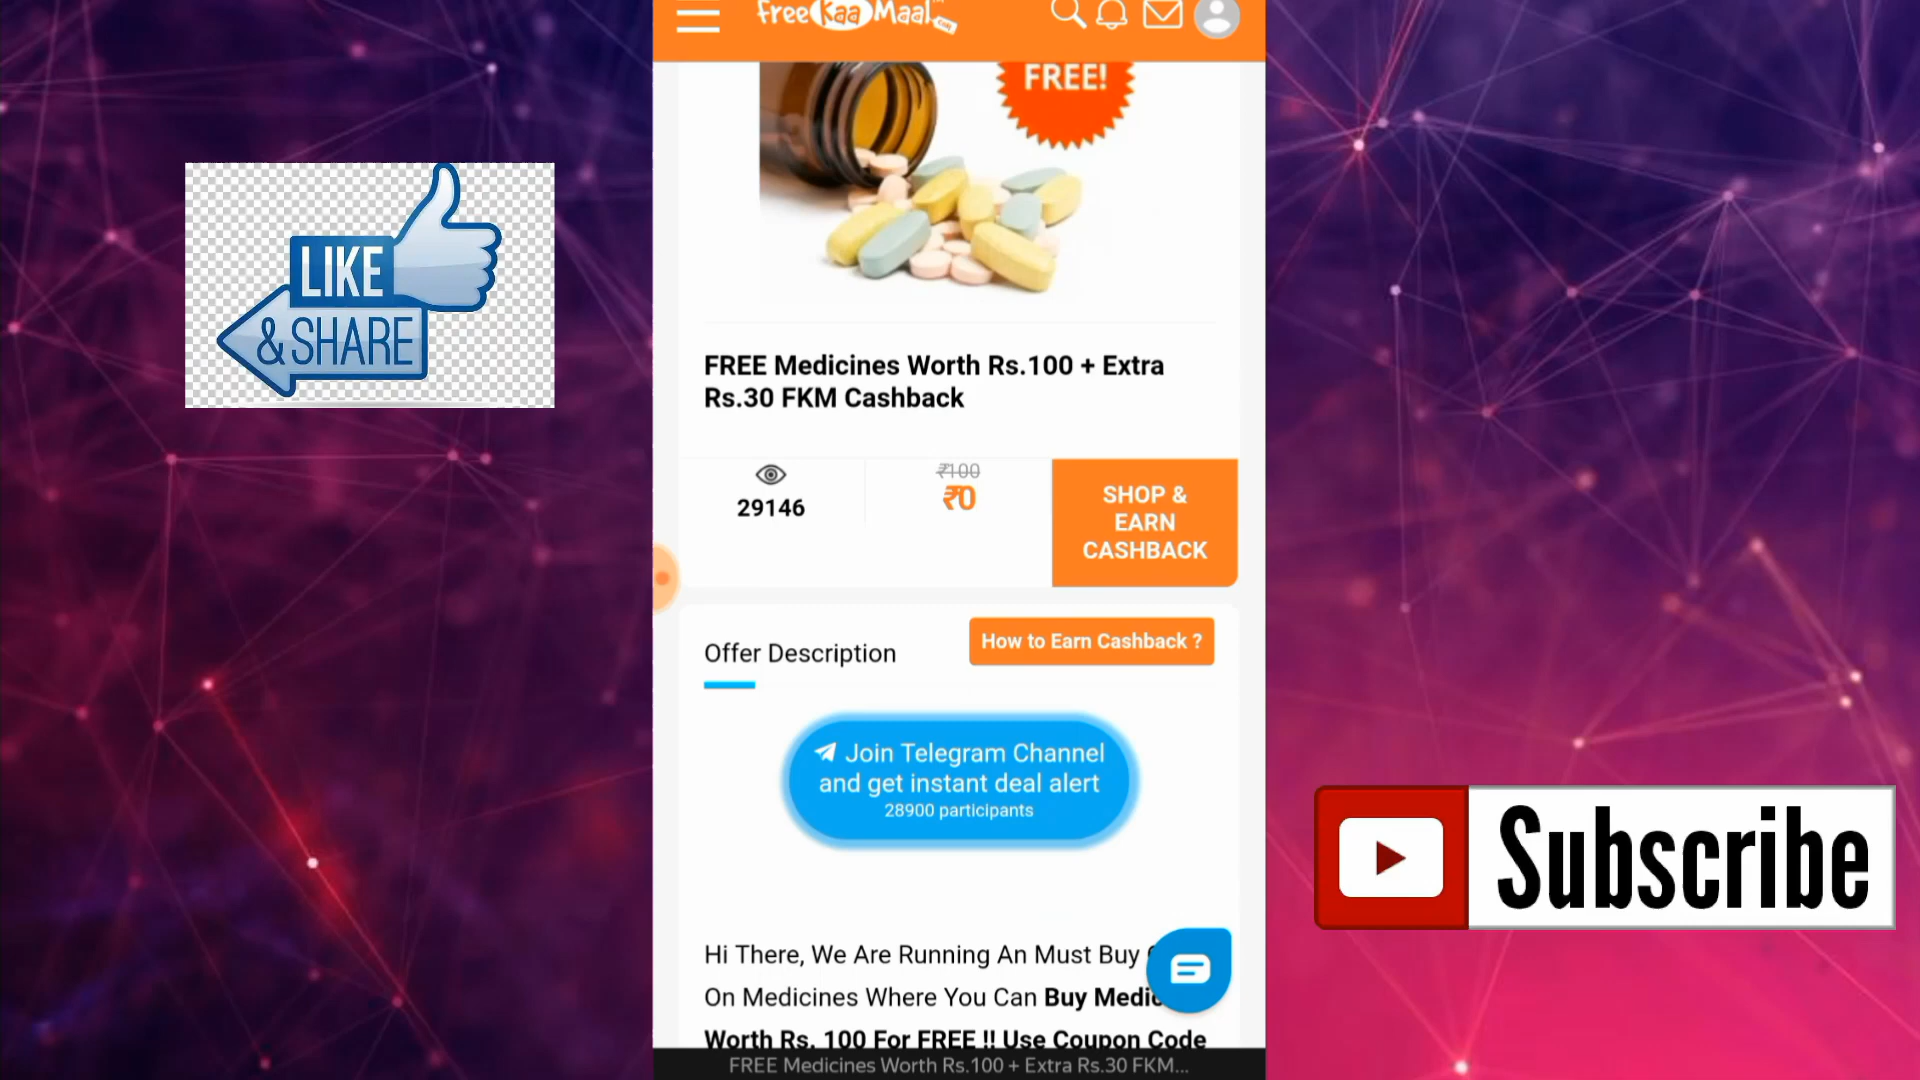 Free Kaa Maal
FREE!
LIKE
& SHARE
FREE Medicines Worth Rs.100 + Extra
Rs.30 FKM Cashback
29146
₹100
₹0
SHOP &
EARN
CASHBACK
Offer Description
How to Earn Cashback ?
Join Telegram Channel
and get instant deal alert
28900 participants
Subscribe
Hi There, We Are Running An Must Buy
On Medicines Where You Can Buy
Worth Rs. 100 For FREE !! Use Coupon Code
FREE Medicines Worth Rs.100 + Extra Rs.30 FKM...